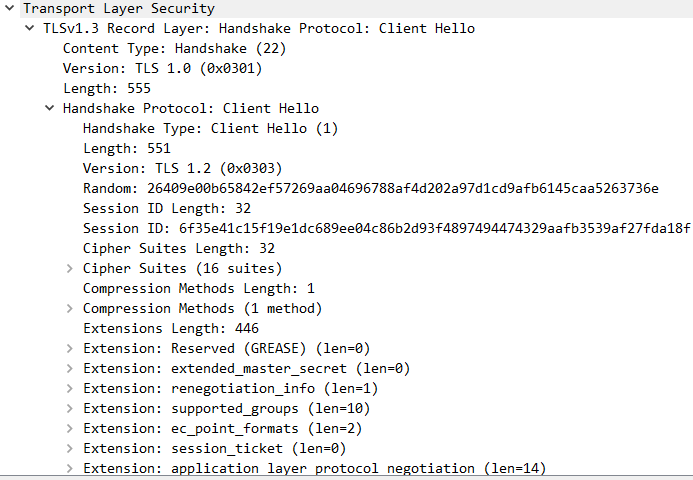 Transport Layer Security
TLSv1.3 Record Layer: Handshake Protocol: Client Hello
Content Type: Handshake (22)
Version: TLS 1.0 (0x0301)
Length: 555
Handshake Protocol: Client Hello
Handshake Type: Client Hello (1)
Length: 551
Version: TLS 1.2 (0x0303)
Random: 26409e00b65842ef57269aa04696788af4d202a97d1cd9afb6145caa5263736e
Session ID Length: 32
Session ID: 6f35e41c15f19e1dc689ee04c86b2d93f4897494474329aafb3539af27fda18f
Cipher Suites Length: 32
Cipher Suites (16 suites)
Compression Methods Length: 1
Compression Methods (1 method)
Extensions Length: 446
Extension: Reserved (GREASE) (len=0)
Extension: extended_master_secret (len=0)
Extension: renegotiation_info (len=1)
Extension: supported_groups (len=10)
Extension: ec_point_formats (len=2)
Extension: session_ticket (len=0)
Extension: application_layer_protocol_negotiation (len=14)